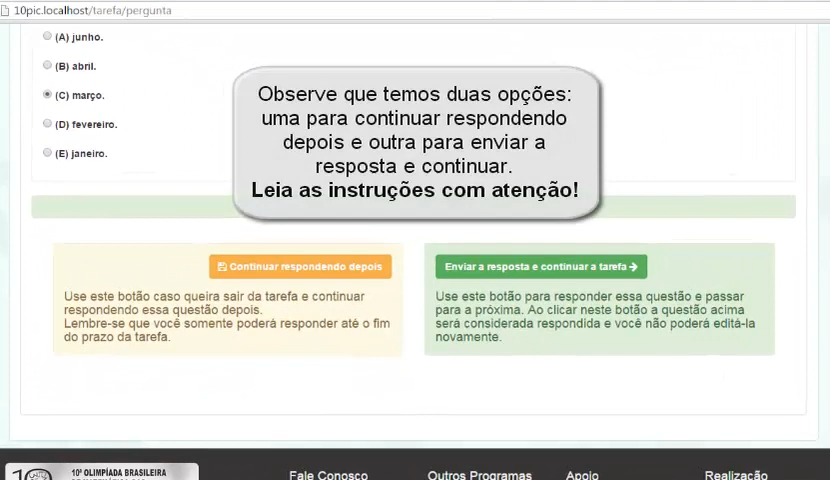 10pic.localhost/tarefa/pergunta
(A) junho.
(B) abril.
(C) março.
(D) fevereiro.
(E) janeiro.
Observe que temos duas opções:
uma para continuar respondendo
depois e outra para enviar a
resposta e continuar.
Leia as instruções com atenção!
Continuar respondendo depois
Use este botão caso queira sair da tarefa e continuar
respondendo essa questão depois.
Lembre-se que você somente poderá responder até o fim
do prazo da tarefa.
Enviar a resposta e continuar a tarefa
Use este botão para responder essa questão e passar
para a próxima. Ao clicar neste botão a questão acima
será considerada respondida e você não poderá editá-la
novamente.
10ª OLIMPÍADA BRASILEIRA
Fale Conosco
Outros Programas
Apoio
Realização